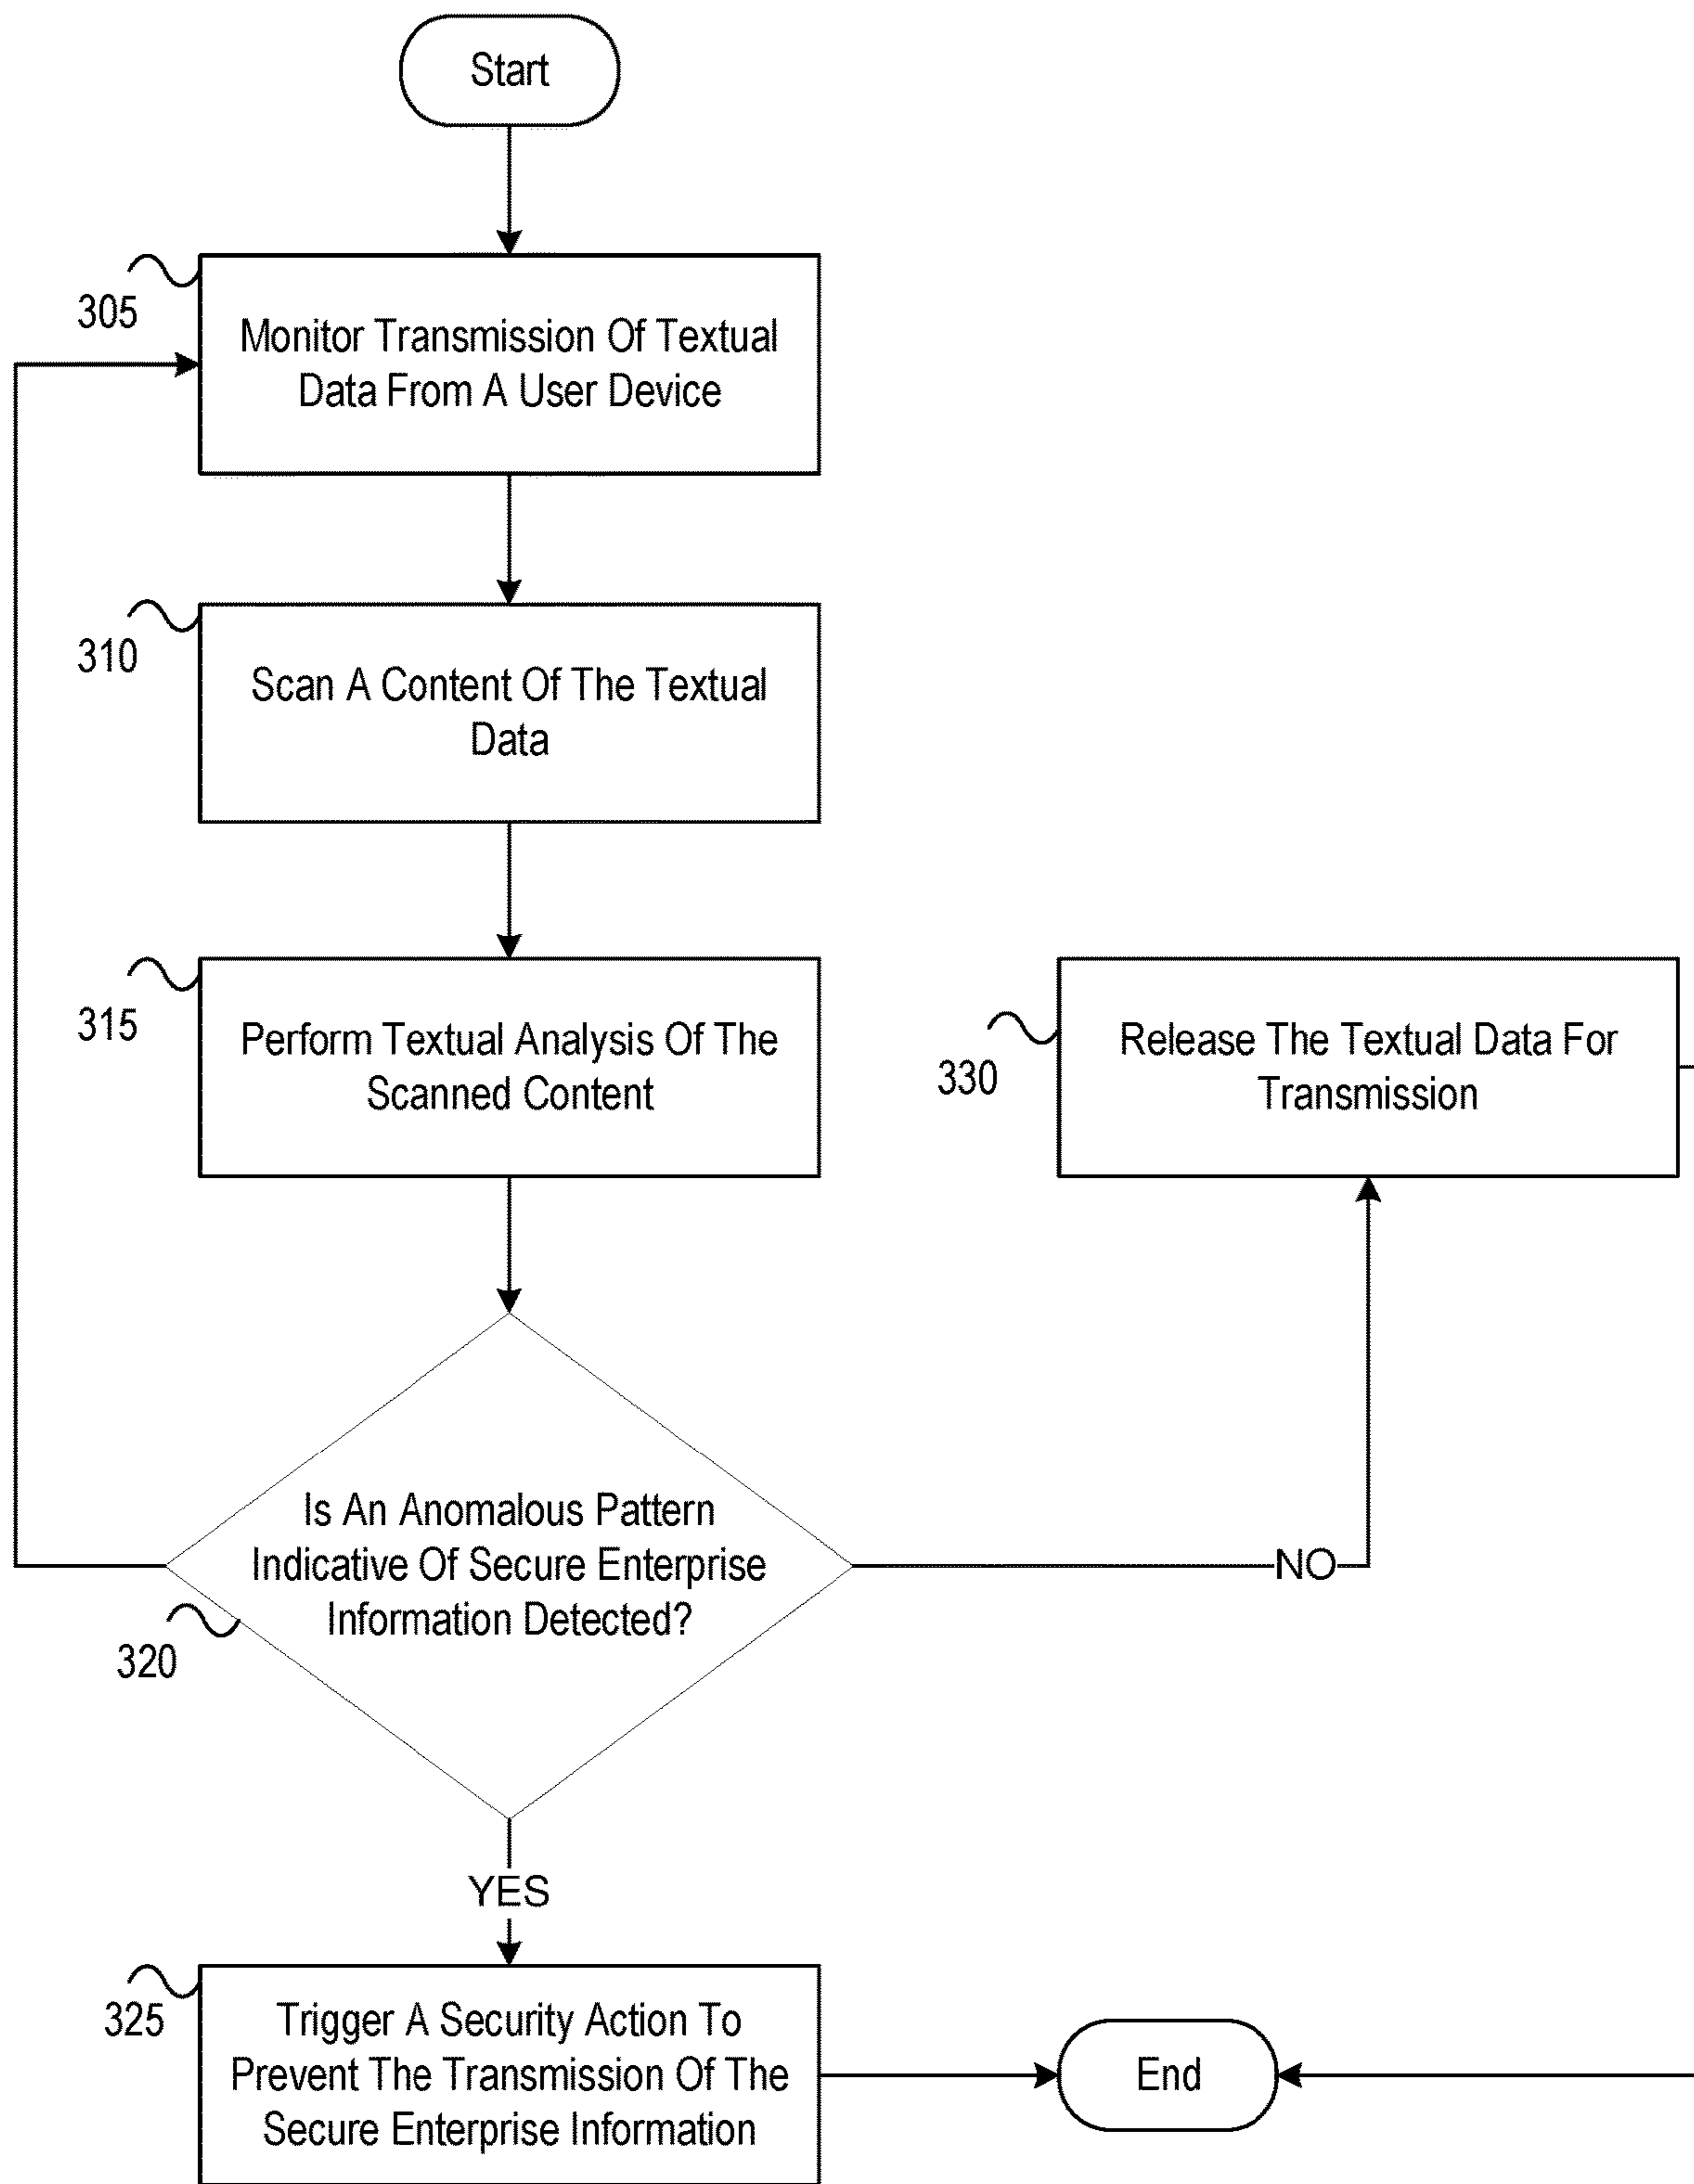 Start
305
Monitor Transmission Of Textual
Data From A User Device
310
Scan A Content Of The Textual
Data
315
Perform Textual Analysis Of The
Scanned Content
330
Release The Textual Data For
Transmission
Is An Anomalous Pattern
Indicative Of Secure Enterprise
Information Detected?
NO
320
YES
325
Trigger A Security Action To
Prevent The Transmission Of The
Secure Enterprise Information
End